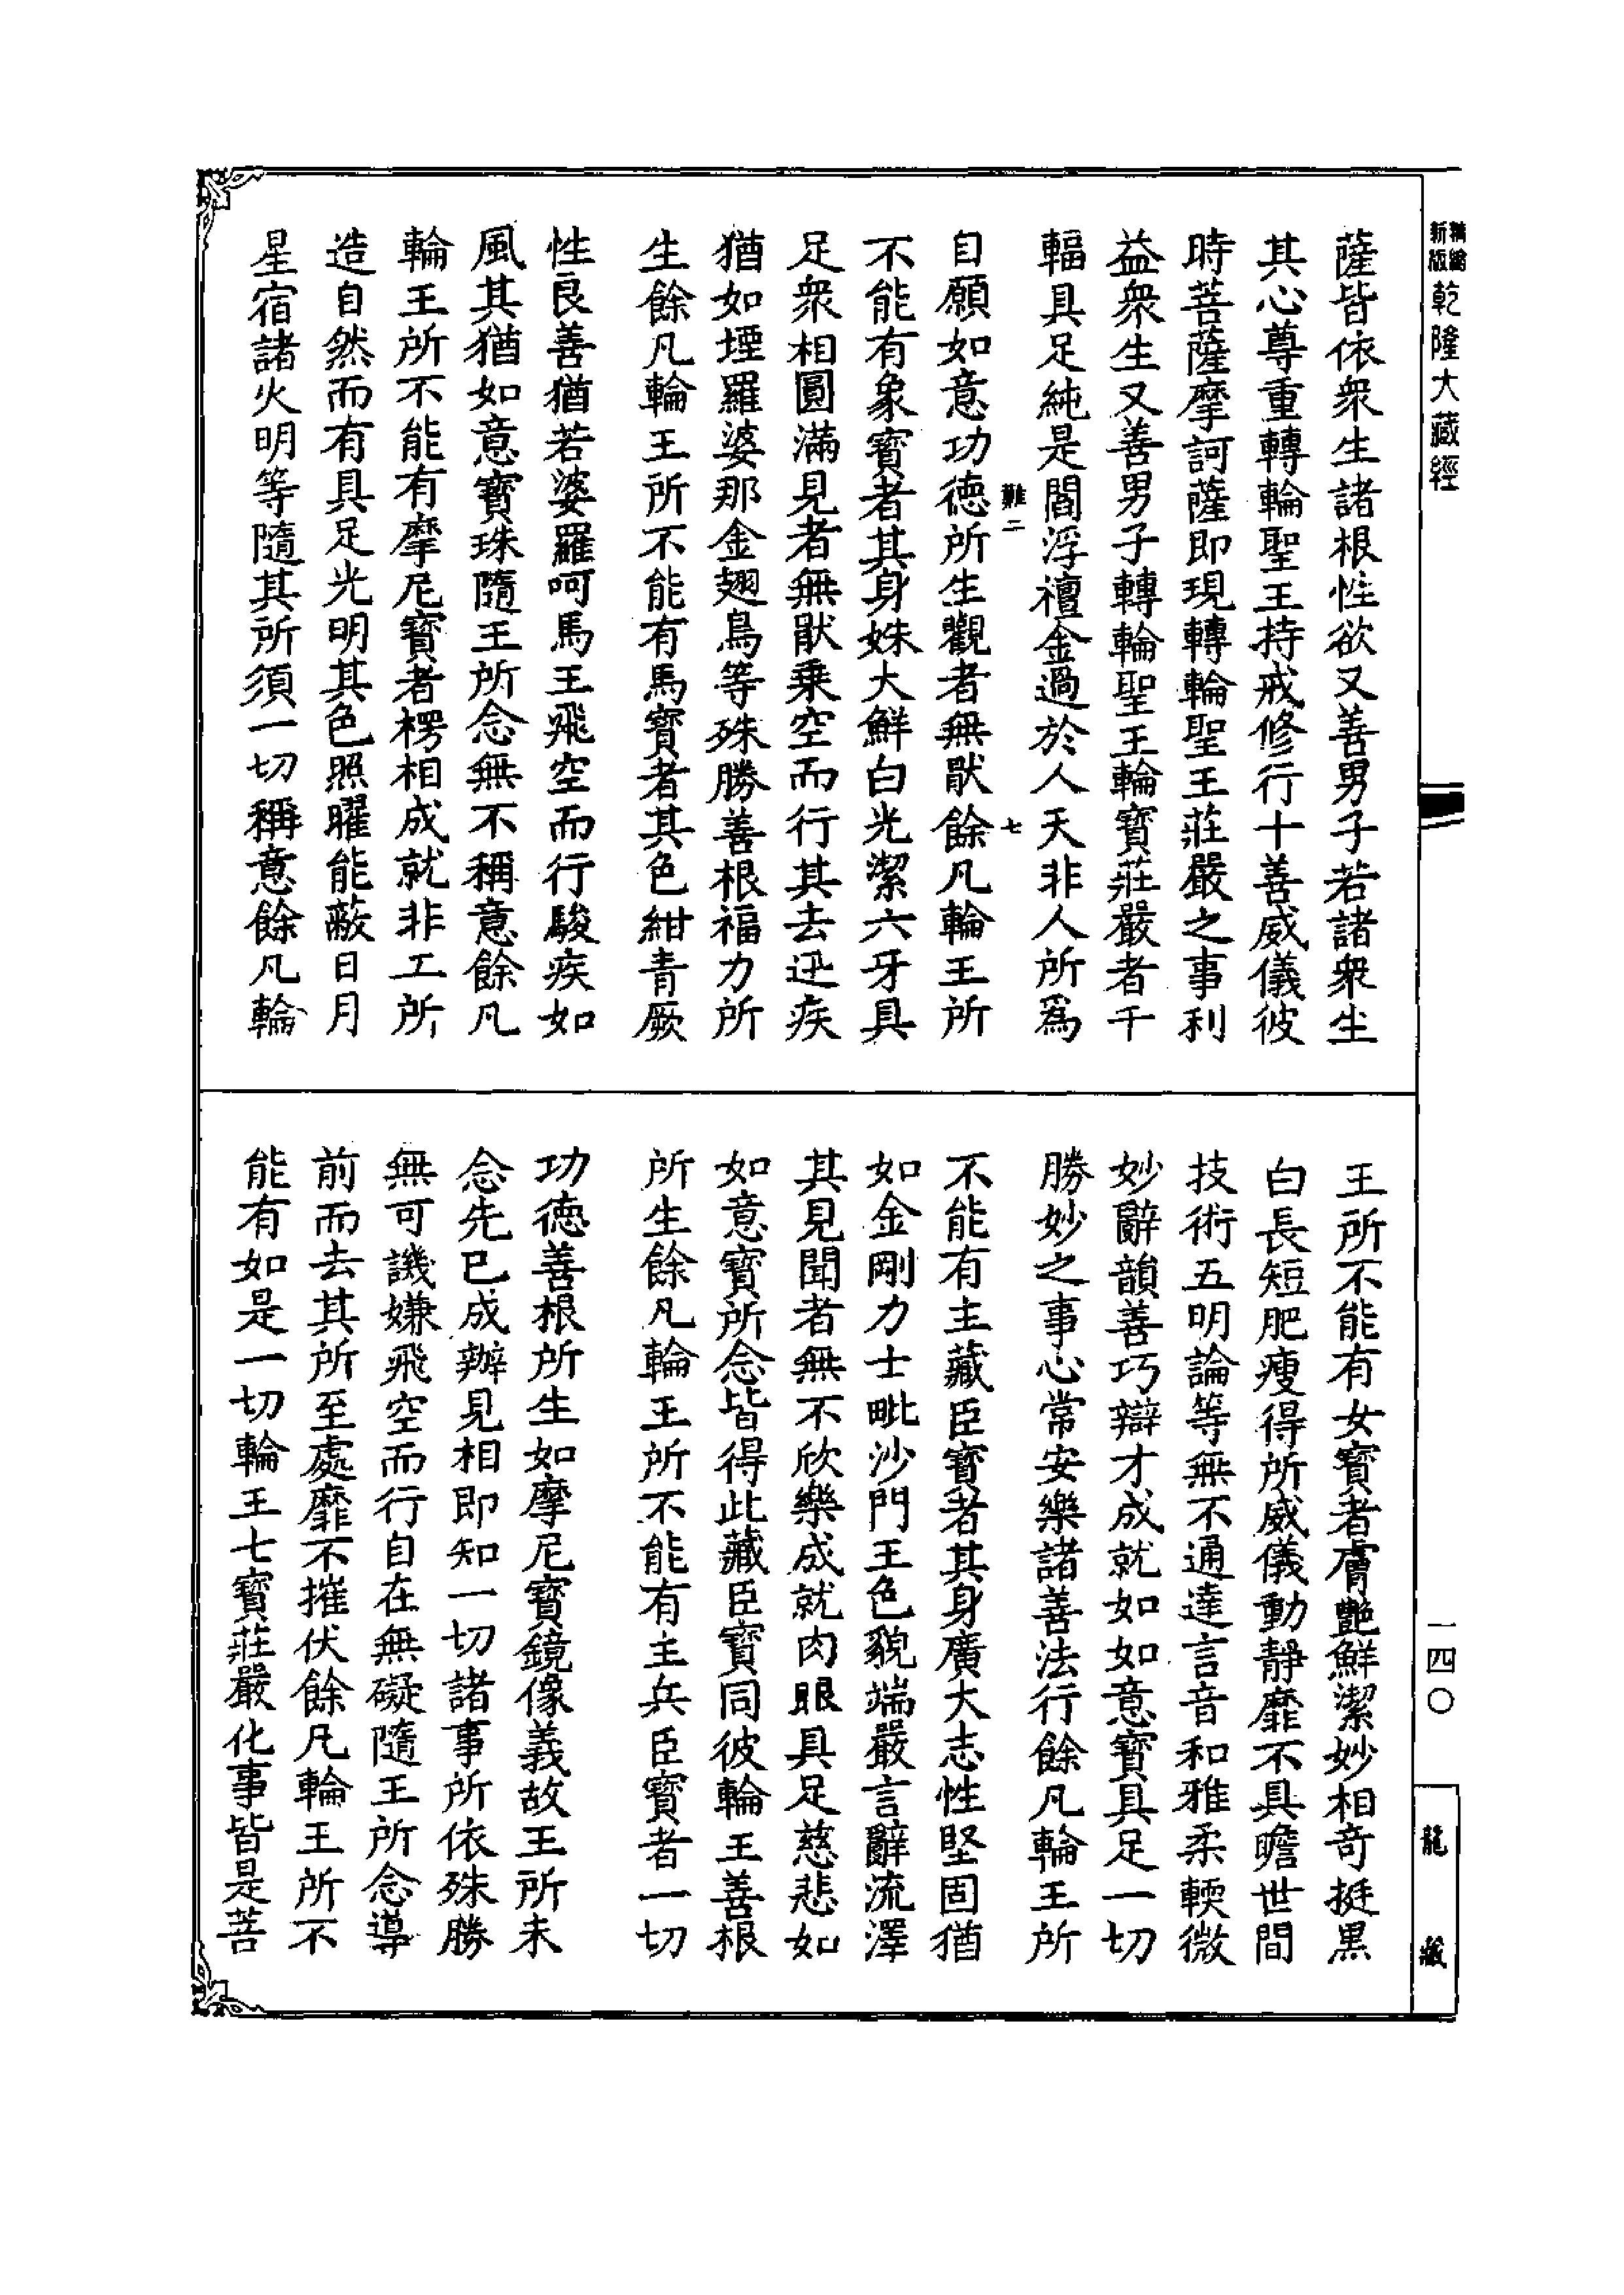 精繪
新版
乾隆大藏經
一四〇
龍藏
薩皆依衆生諸根性欲又善男子若諸衆生
其心尊重轉輪聖王持戒修行十善威儀彼
時菩薩摩訶薩即現轉輪聖王莊嚴之事利
益衆生又善男子轉輪聖王輪寶莊嚴者千
輻具足純是閻浮檀金過於人天非人所爲
難二 七
自願如意功德所生觀者無猒餘凡輪王所
不能有象寶者其身姝大鮮白光潔六牙具
足衆相圓滿見者無猒乗空而行其去迅疾
猶如堙羅婆那金翅鳥等殊勝善根福力所
生餘凡輪王所不能有馬寶者其色紺青厥
性良善猶若婆羅呵馬王飛空而行駿疾如
風其猶如意寶珠隨王所念無不稱意餘凡
輪王所不能有摩尼寶者楞相成就非工所
造自然而有具足光明其色照曜能蔽日月
星宿諸火明等隨其所須一切稱意餘凡輪
王所不能有女寶者膚艶鮮潔妙相奇挺黒
白長短肥瘦得所威儀動靜靡不具瞻世間
技術五明論等無不通達言音和雅柔輭微
妙辭韻善巧辯才成就如如意寶具足一切
勝妙之事心常安樂諸善法行餘凡輪王所
不能有主藏臣寶者其身廣大志性堅固猶
如金剛力士毗沙門王色貌端嚴言辭流澤
其見聞者無不欣樂成就肉眼具足慈悲如
如意寶所念皆得此藏臣寶同彼輪王善根
所生餘凡輪王所不能有主兵臣寶者一切
功德善根所生如摩尼寶鏡像義故王所未
念先已成辦見相即知一切諸事所依殊勝
無可譏嫌飛空而行自在無礙隨王所念導
前而去其所至處靡不摧伏餘凡輪王所不
能有如是一切輪王七寶莊嚴化事皆是菩